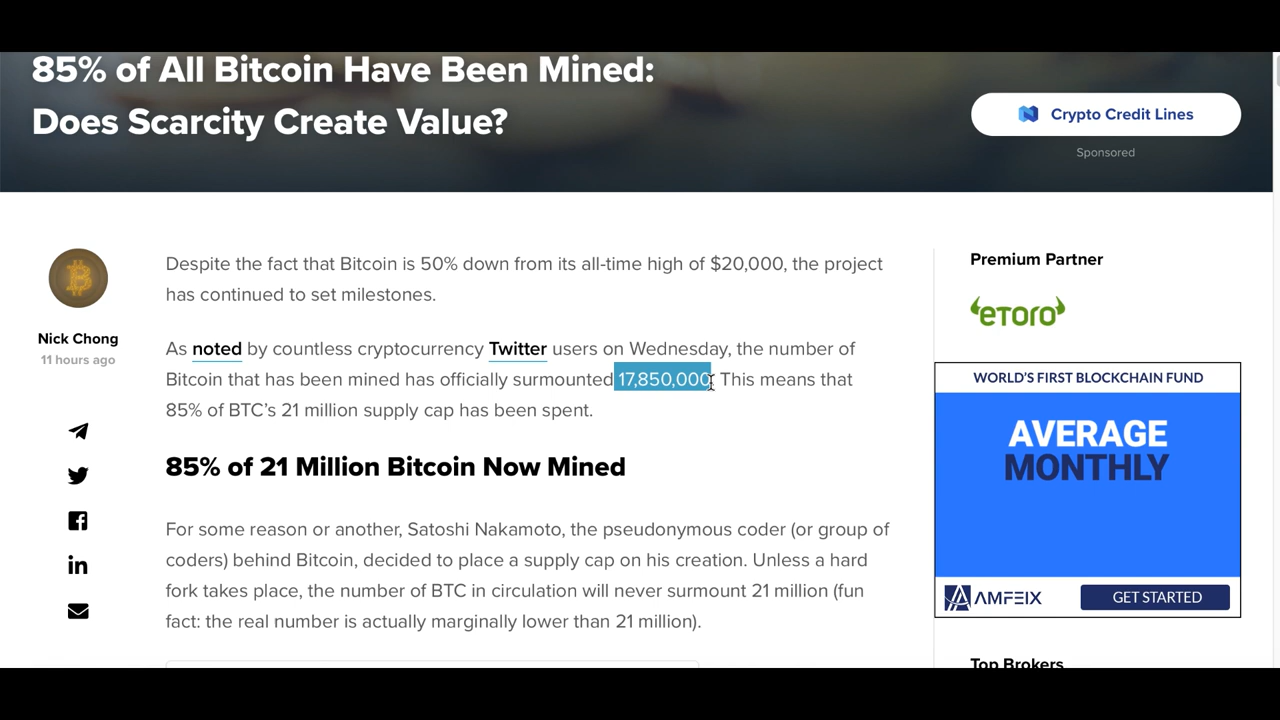 85% of All Bitcoin Have Been Mined:
Does Scarcity Create Value?
Crypto Credit Lines
Sponsored
Nick Chong
11 hours ago
Despite the fact that Bitcoin is 50% down from its all-time high of $20,000, the project
has continued to set milestones.
As noted by countless cryptocurrency Twitter users on Wednesday, the number of
Bitcoin that has been mined has officially surmounted 17,850,000. This means that
85% of BTC’s 21 million supply cap has been spent.
85% of 21 Million Bitcoin Now Mined
For some reason or another, Satoshi Nakamoto, the pseudonymous coder (or group of
coders) behind Bitcoin, decided to place a supply cap on his creation. Unless a hard
fork takes place, the number of BTC in circulation will never surmount 21 million (fun
fact: the real number is actually marginally lower than 21 million).
Premium Partner
eToro
WORLD’S FIRST BLOCKCHAIN FUND
AVERAGE
MONTHLY
AMFEIX
GET STARTED
Top Brokers